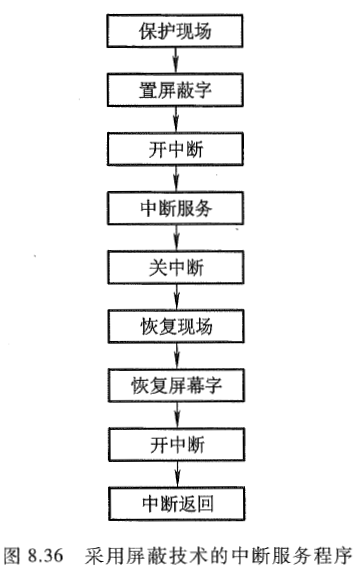 保护现场
置屏蔽字
开中断
中断服务
关中断
恢复现场
恢复屏幕字
开中断
中断返回
图 8.36 采用屏蔽技术的中断服务程序